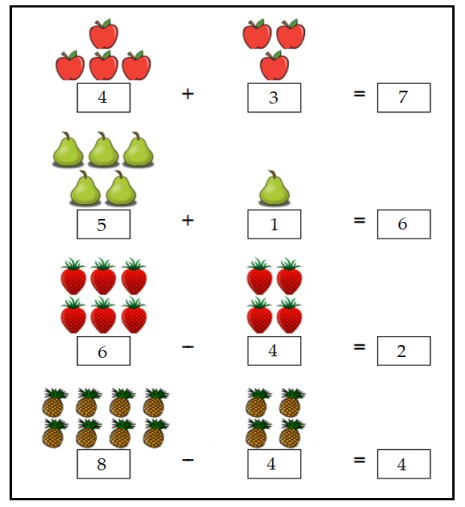 4 + 3 = 7
5 + 1 = 6
6 − 4 = 2
8 − 4 = 4